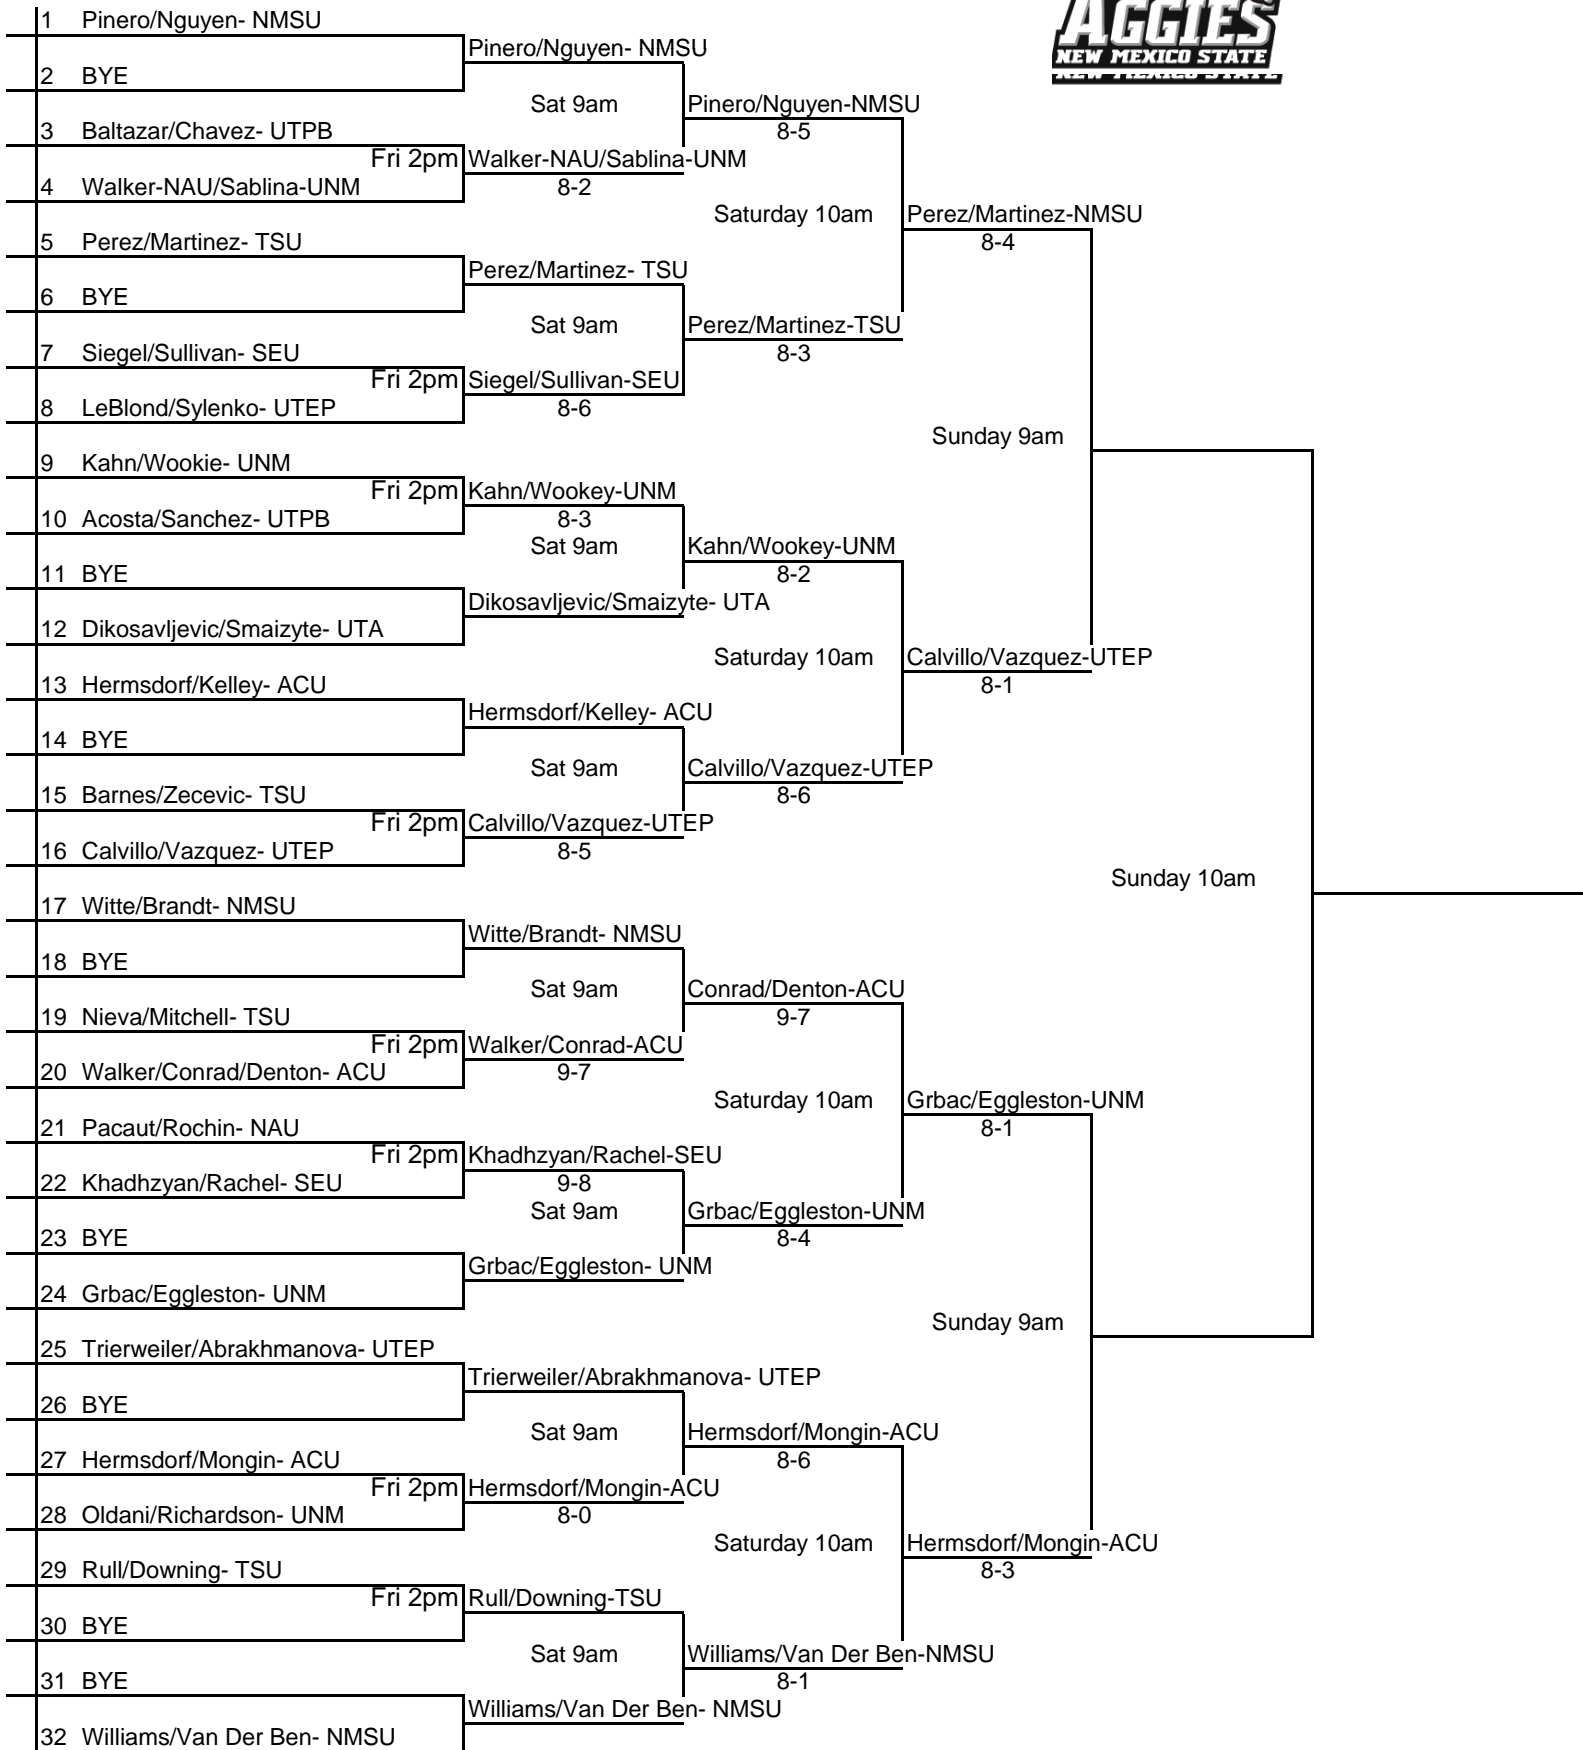 AGGIES
NEW MEXICO STATE
NEW MEXICO STATE
1 Pinero/Nguyen- NMSU
Pinero/Nguyen- NMSU
2 BYE
Sat 9am
Pinero/Nguyen-NMSU
8-5
3 Baltazar/Chavez- UTPB
Fri 2pm
Walker-NAU/Sablina-UNM
8-2
4 Walker-NAU/Sablina-UNM
Saturday 10am
Perez/Martinez-NMSU
8-4
5 Perez/Martinez- TSU
Perez/Martinez- TSU
6 BYE
Sat 9am
Perez/Martinez-TSU
8-3
7 Siegel/Sullivan- SEU
Fri 2pm
Siegel/Sullivan-SEU
8-6
8 LeBlond/Sylenko- UTEP
Sunday 9am
9 Kahn/Wookie- UNM
Fri 2pm
Kahn/Wookey-UNM
8-3
10 Acosta/Sanchez- UTPB
Sat 9am
Kahn/Wookey-UNM
8-2
11 BYE
Dikosavljevic/Smaizyte- UTA
12 Dikosavljevic/Smaizyte- UTA
Saturday 10am
Calvillo/Vazquez-UTEP
8-1
13 Hermsdorf/Kelley- ACU
Hermsdorf/Kelley- ACU
14 BYE
Sat 9am
Calvillo/Vazquez-UTEP
8-6
15 Barnes/Zecevic- TSU
Fri 2pm
Calvillo/Vazquez-UTEP
8-5
16 Calvillo/Vazquez- UTEP
Sunday 10am
17 Witte/Brandt- NMSU
Witte/Brandt- NMSU
18 BYE
Sat 9am
Conrad/Denton-ACU
9-7
19 Nieva/Mitchell- TSU
Fri 2pm
Walker/Conrad-ACU
9-7
20 Walker/Conrad/Denton- ACU
Saturday 10am
Grbac/Eggleston-UNM
8-1
21 Pacaut/Rochin- NAU
Fri 2pm
Khadhzyan/Rachel-SEU
9-8
22 Khadhzyan/Rachel- SEU
Sat 9am
Grbac/Eggleston-UNM
8-4
23 BYE
Grbac/Eggleston- UNM
24 Grbac/Eggleston- UNM
Sunday 9am
25 Trierweiler/Abrakhmanova- UTEP
Trierweiler/Abrakhmanova- UTEP
26 BYE
Sat 9am
Hermsdorf/Mongin-ACU
8-6
27 Hermsdorf/Mongin- ACU
Fri 2pm
Hermsdorf/Mongin-ACU
8-0
28 Oldani/Richardson- UNM
Saturday 10am
Hermsdorf/Mongin-ACU
8-3
29 Rull/Downing- TSU
Fri 2pm
Rull/Downing-TSU
30 BYE
Sat 9am
Williams/Van Der Ben-NMSU
8-1
31 BYE
Williams/Van Der Ben- NMSU
32 Williams/Van Der Ben- NMSU